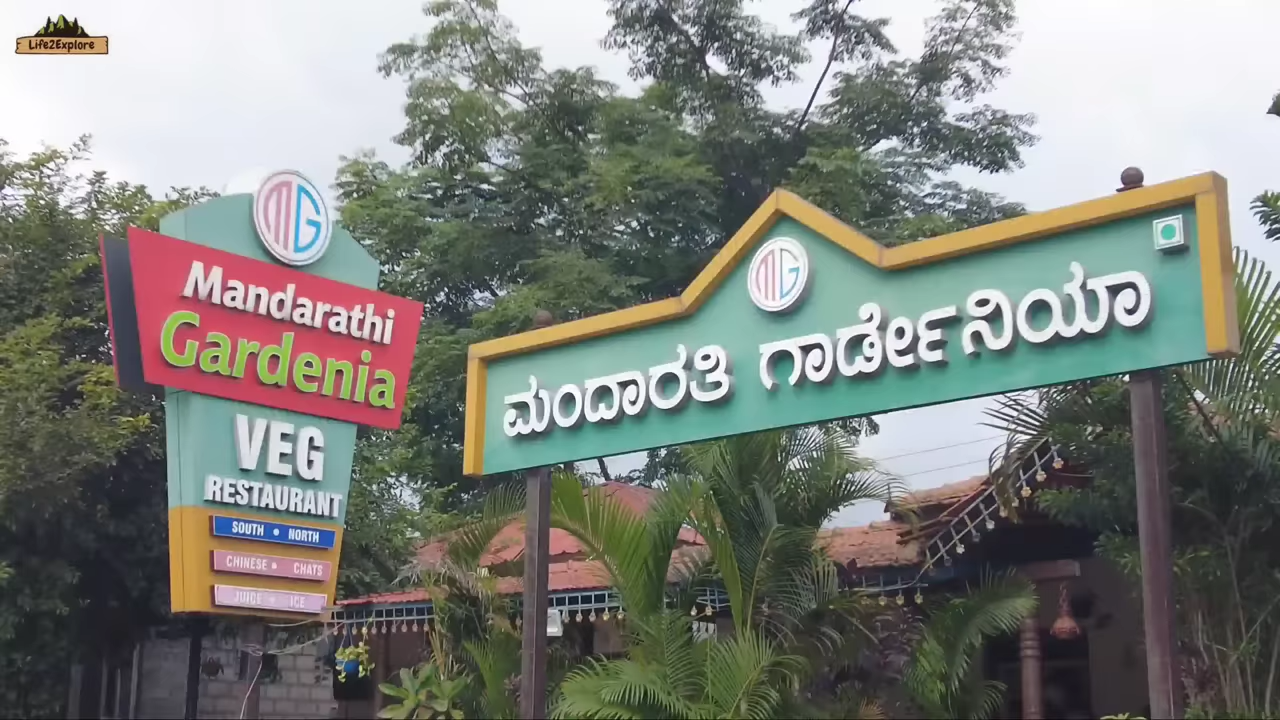 Life2Explore
MG
Mandarathi
Gardenia
VEG
RESTAURANT
SOUTH • NORTH
CHINESE • CHATS
JUICE • ICE
MG
ಮಂದಾರತಿ ಗಾರ್ಡೇನಿಯಾ